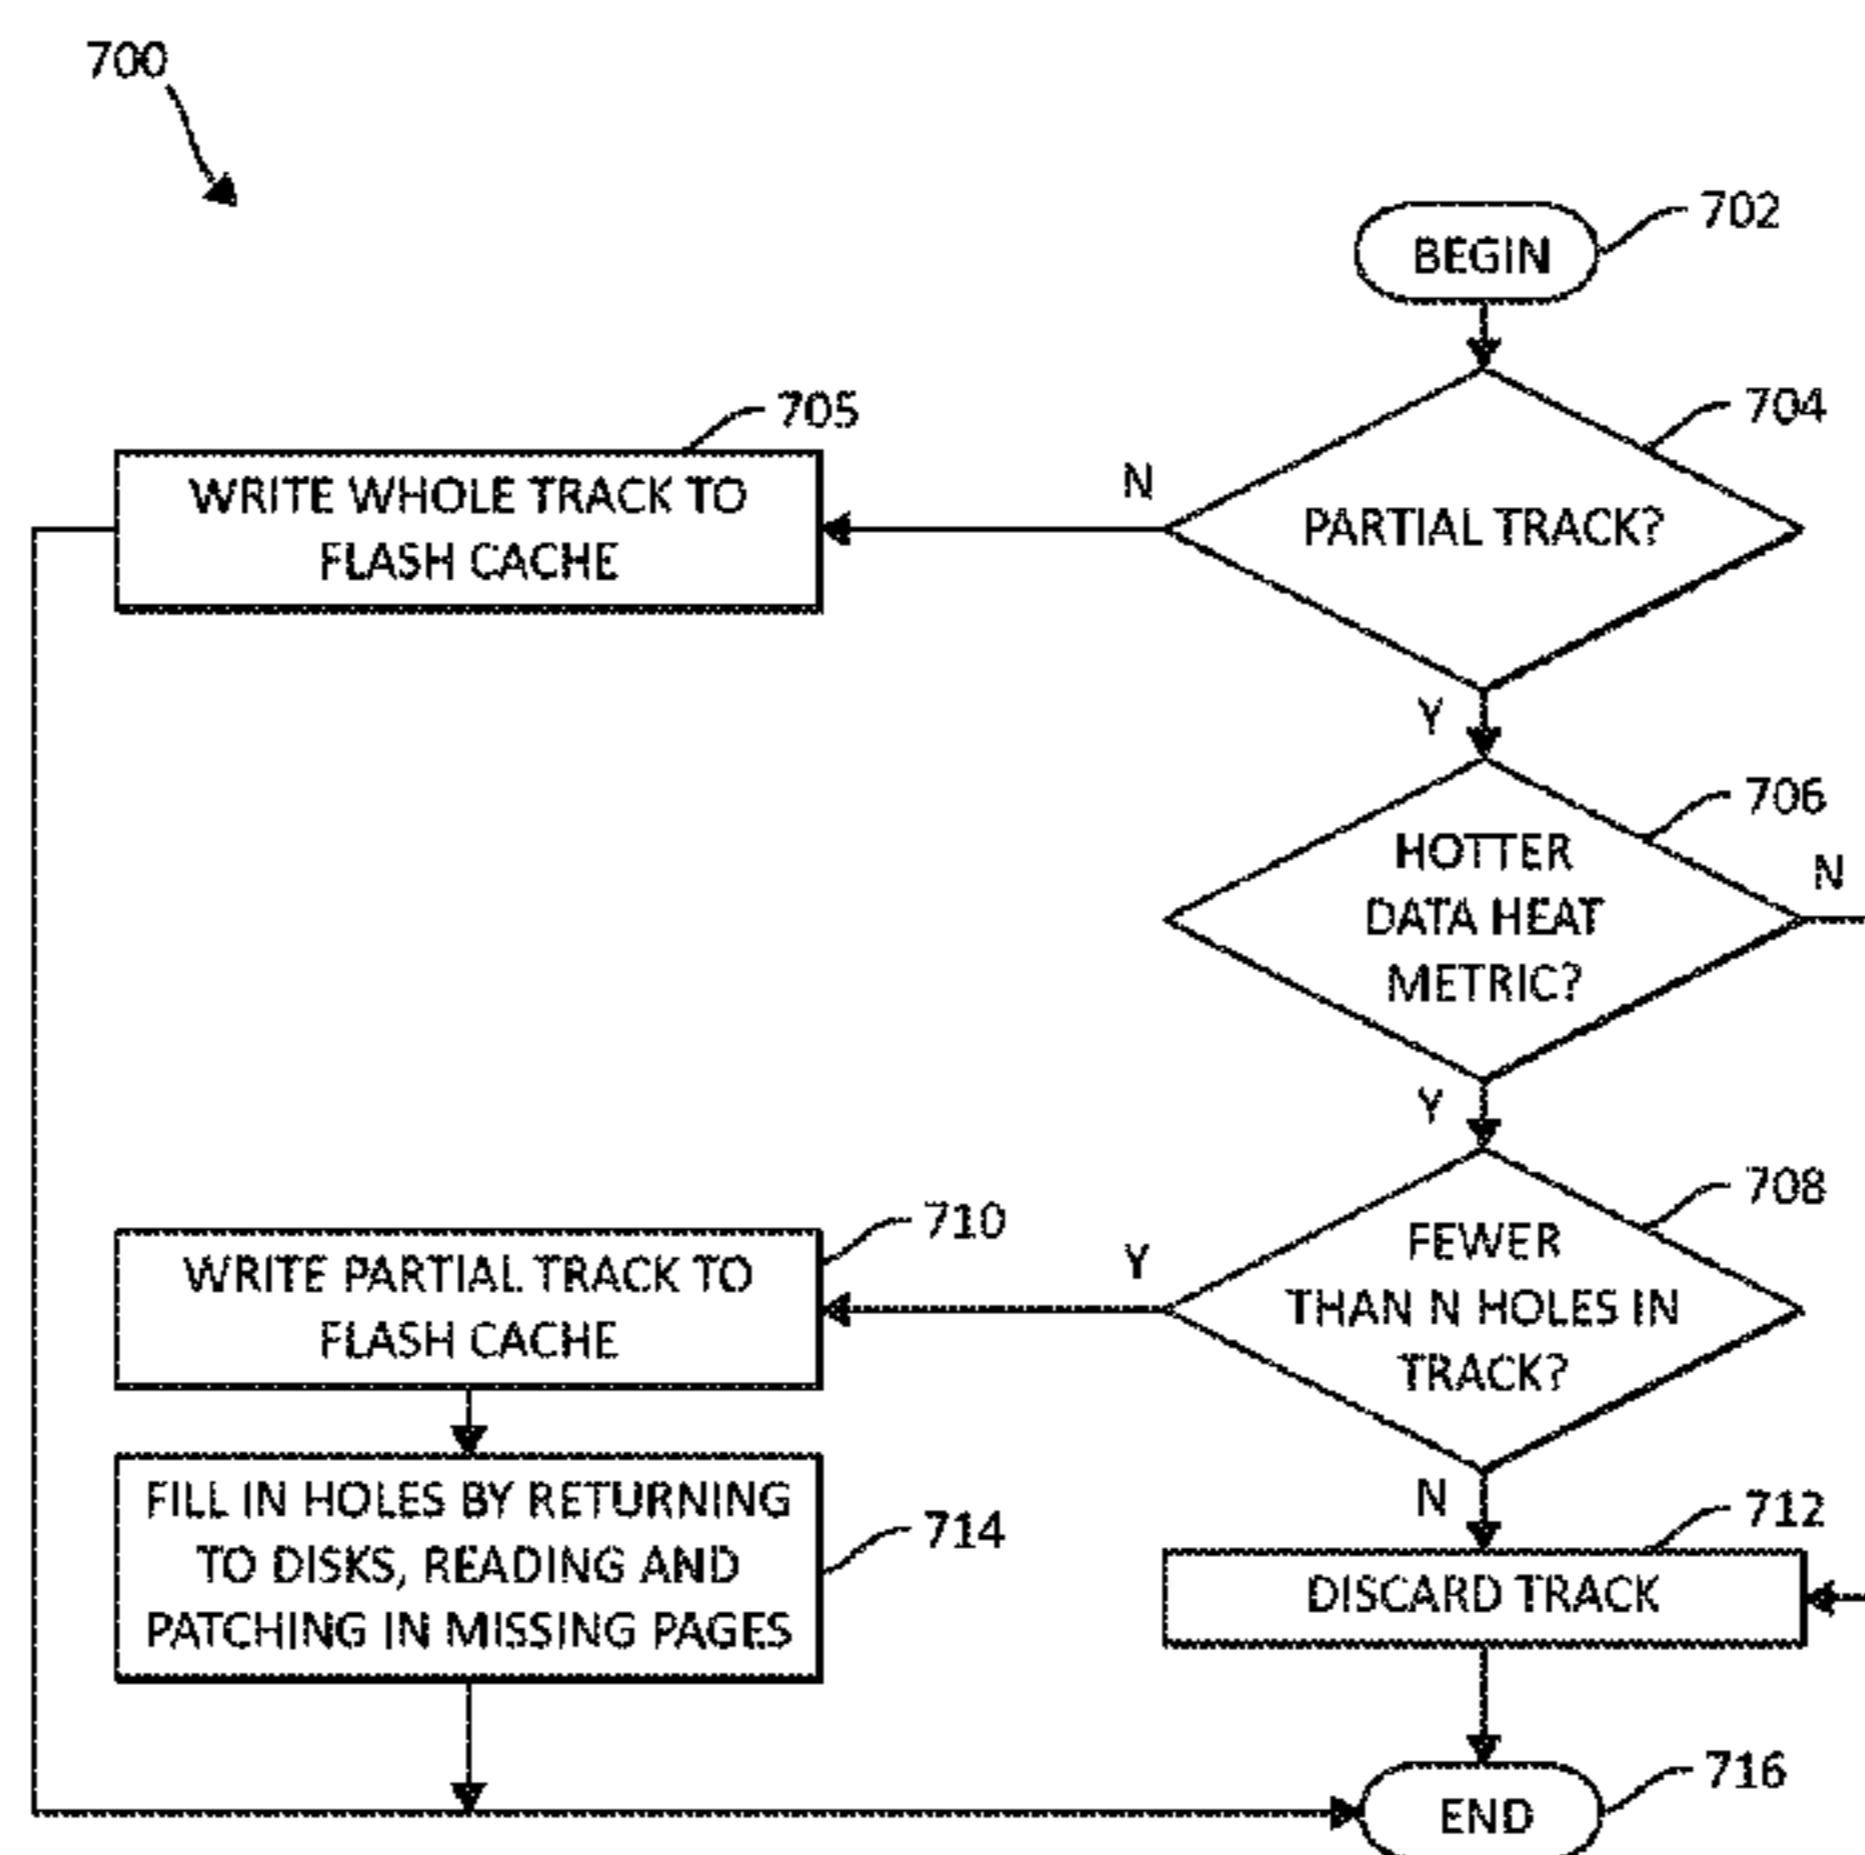 700
BEGIN
702
704
PARTIAL TRACK?
N
705
WRITE WHOLE TRACK TO
FLASH CACHE
Y
706
HOTTER
DATA HEAT
METRIC?
N
Y
708
FEWER
THAN N HOLES IN
TRACK?
Y
710
WRITE PARTIAL TRACK TO
FLASH CACHE
N
712
DISCARD TRACK
FILL IN HOLES BY RETURNING
TO DISKS, READING AND
PATCHING IN MISSING PAGES
714
716
END